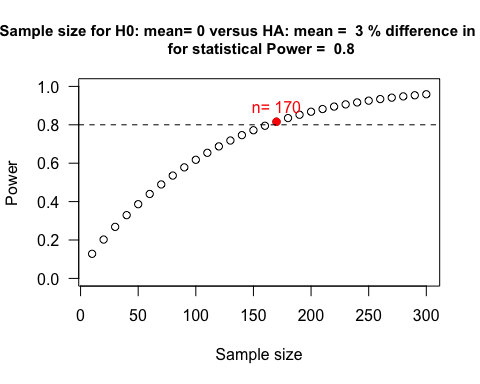 Sample size for H0: mean= 0 versus HA: mean =  3 % difference in
for statistical Power =  0.8
n= 170
1.0
0.8
0.6
0.4
0.2
0.0
Power
0 50 100 150 200 250 300
Sample size